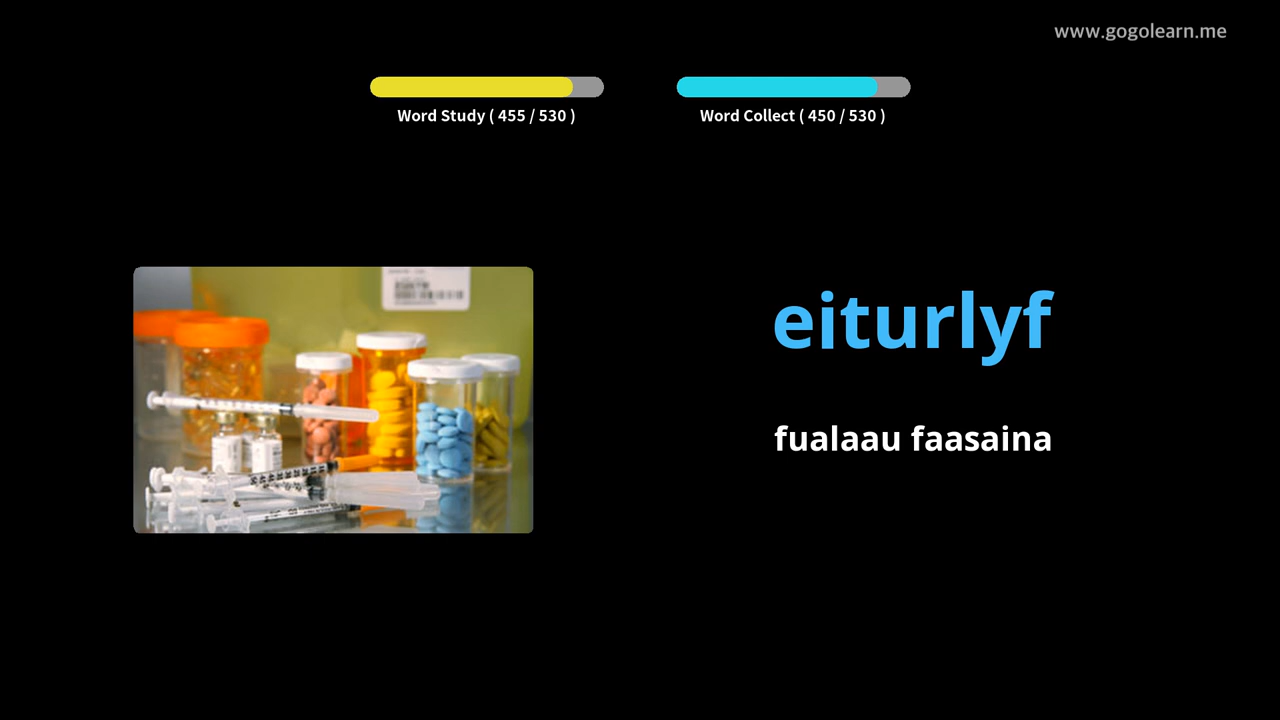 www.gogolearn.me
Word Study ( 455 / 530 )
Word Collect ( 450 / 530 )
eiturlyf
fualaau faasaina